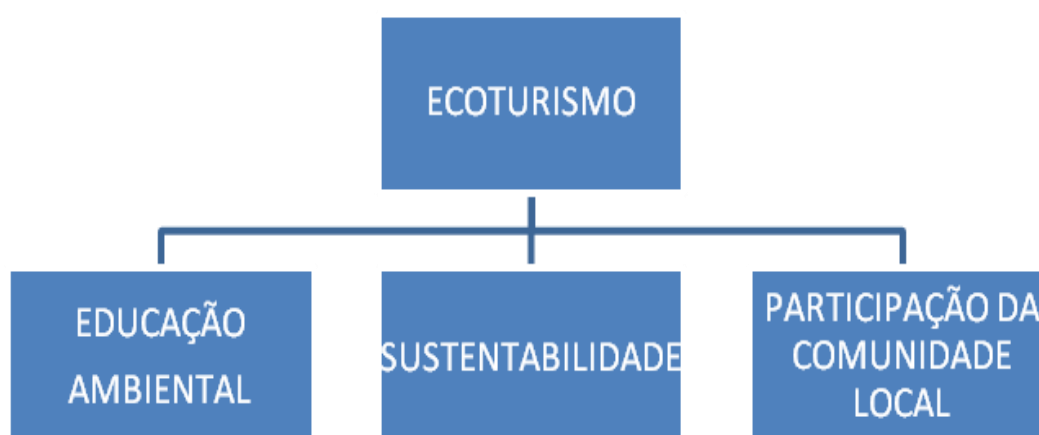 ECOTURISMO
EDUCAÇÃO
AMBIENTAL
SUSTENTABILIDADE
PARTICIPAÇÃO DA
COMUNIDADE
LOCAL